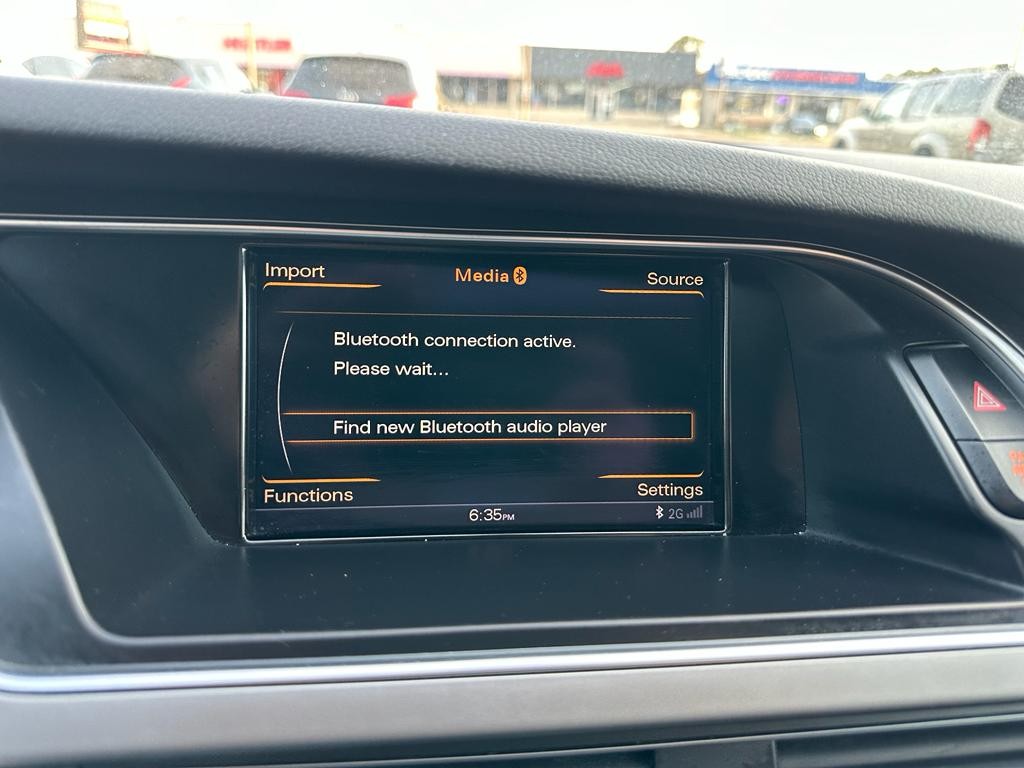 Import
Media
Source
Bluetooth connection active.
Please wait...
Find new Bluetooth audio player
Functions
Settings
6:35PM
2G